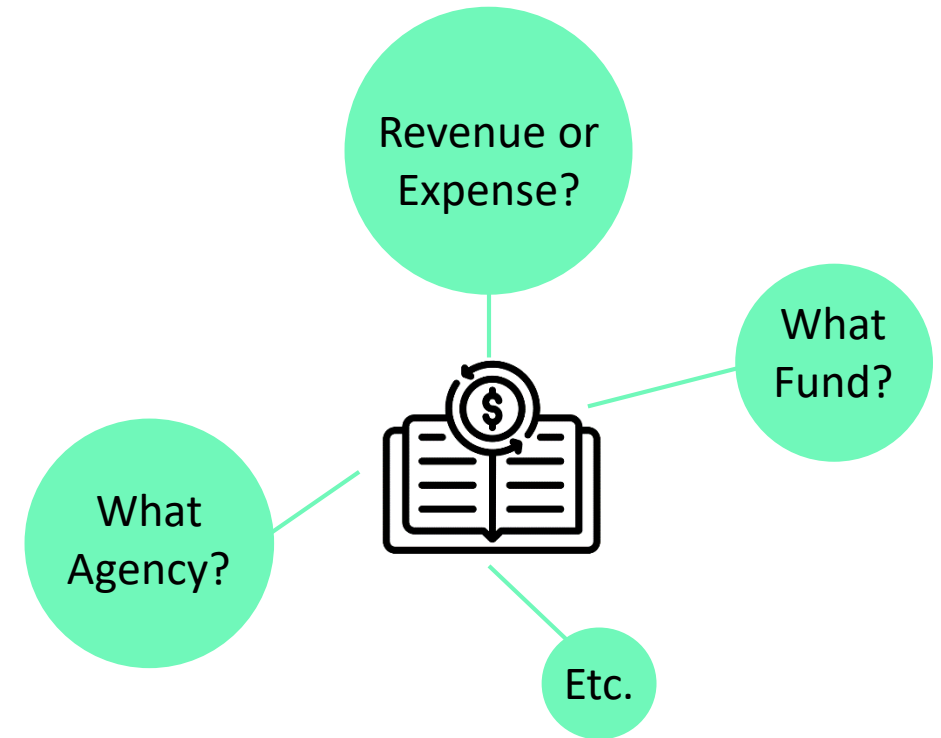 Revenue or
Expense?
What
Fund?
$
What
Agency?
Etc.